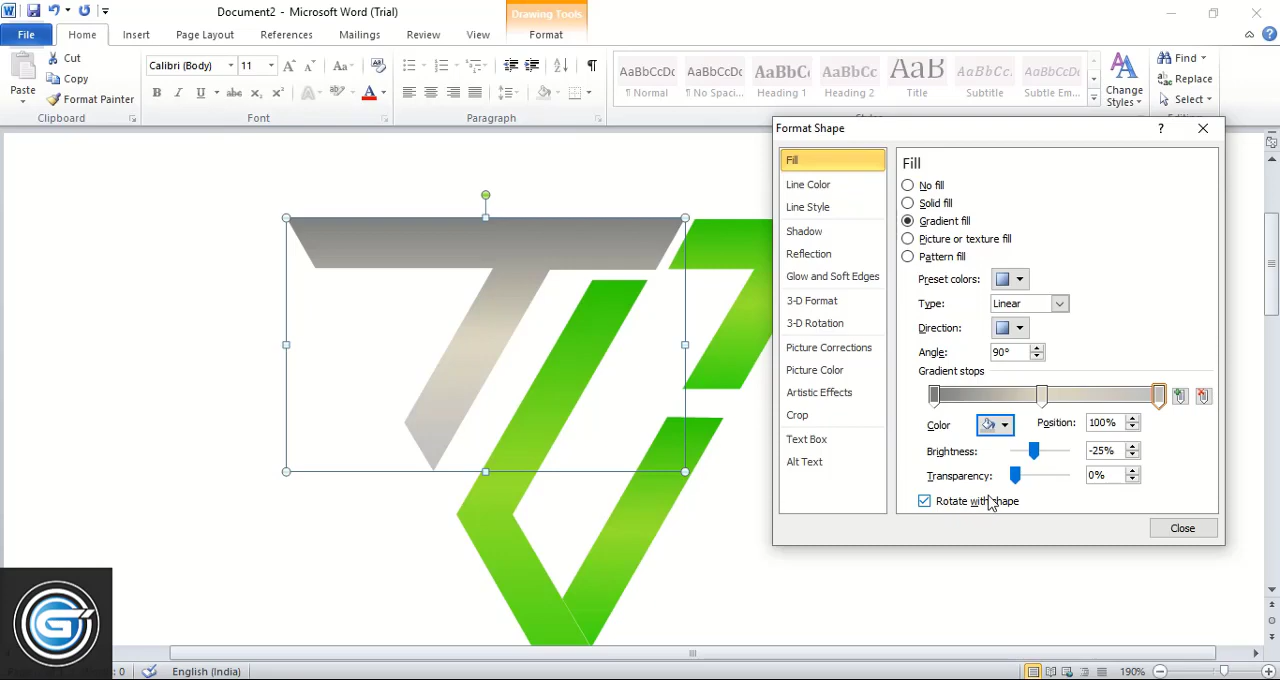 Document2 - Microsoft Word (Trial)
Drawing Tools
File Home Insert Page Layout References Mailings Review View Format
Paste
Cut
Copy
Format Painter
Clipboard
Calibri (Body) 11
Font
Paragraph
AaBbCcDc
¶ Normal
AaBbCcDc
¶ No Spaci...
AaBbC
Heading 1
AaBbCc
Heading 2
AaB
Title
AaBbCcD
Subtitle
AaBbCcDc
Subtle Em...
Change
Styles
Find
Replace
Select
Format Shape
Fill
Line Color
Line Style
Shadow
Reflection
Glow and Soft Edges
3-D Format
3-D Rotation
Picture Corrections
Picture Color
Artistic Effects
Crop
Text Box
Alt Text
Fill
No fill
Solid fill
Gradient fill
Picture or texture fill
Pattern fill
Preset colors:
Type: Linear
Direction:
Angle: 90°
Gradient stops
Color Position: 100%
Brightness: -25%
Transparency: 0%
Rotate with shape
Close
English (India)
190%